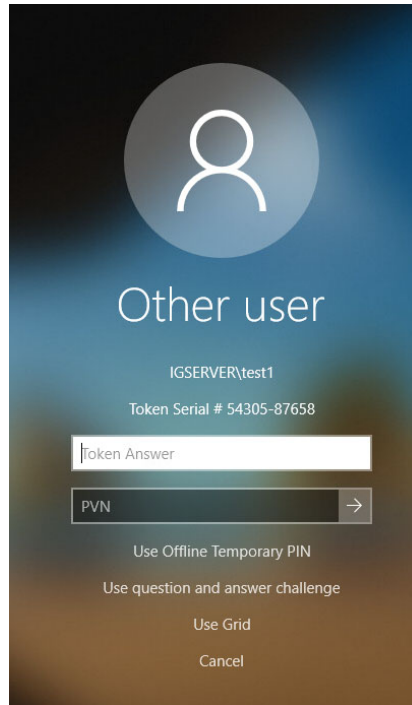 Other user
IGSERVER\test1
Token Serial # 54305-87658
Token Answer
PVN
Use Offline Temporary PIN
Use question and answer challenge
Use Grid
Cancel